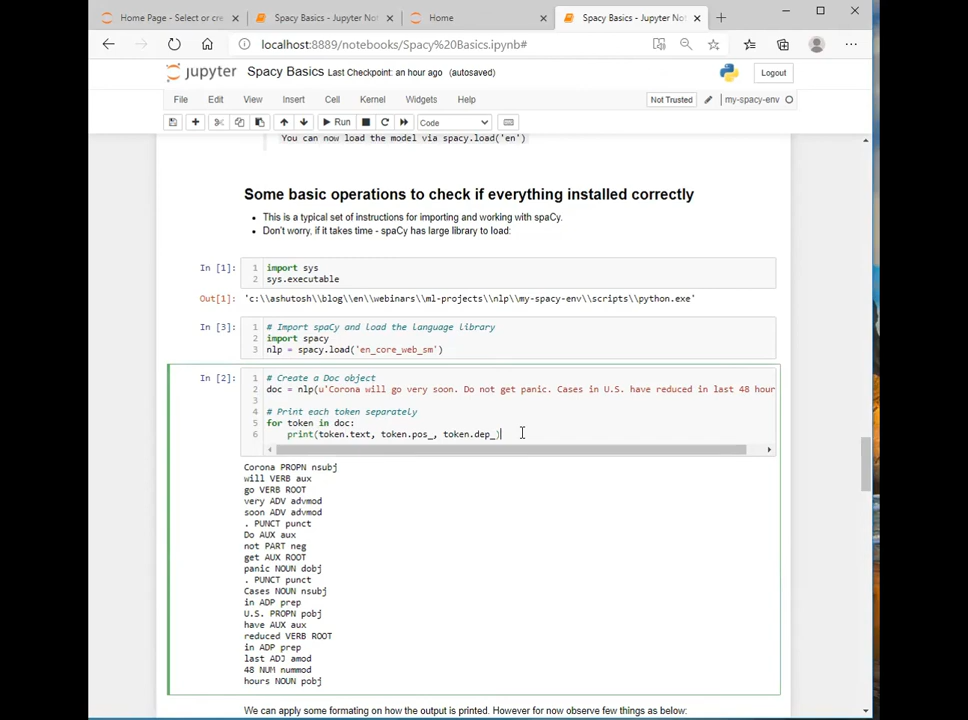 Home Page - Select or cre
Spacy Basics - Jupyter Not
Home
Spacy Basics - Jupyter Not
localhost:8889/notebooks/Spacy%20Basics.ipynb#
jupyter Spacy Basics Last Checkpoint: an hour ago (autosaved)
Logout
File Edit View Insert Cell Kernel Widgets Help
Not Trusted
my-spacy-env
Run
Code
You can now load the model via spacy.load('en')
Some basic operations to check if everything installed correctly
• This is a typical set of instructions for importing and working with spaCy.
• Don't worry, if it takes time - spaCy has large library to load:
In [1]:
1 import sys
2 sys.executable
Out[1]: 'c:\\ashutosh\\blog\\en\\webinars\\ml-projects\\nlp\\my-spacy-env\\scripts\\python.exe'
In [3]:
1 # Import spaCy and load the language library
2 import spacy
3 nlp = spacy.load('en_core_web_sm')
In [2]:
1 # Create a Doc object
2 doc = nlp(u'Corona will go very soon. Do not get panic. Cases in U.S. have reduced in last 48 hour
3
4 # Print each token separately
5 for token in doc:
6 print(token.text, token.pos_, token.dep_)
Corona PROPN nsubj
will VERB aux
go VERB ROOT
very ADV advmod
soon ADV advmod
. PUNCT punct
Do AUX aux
not PART neg
get AUX ROOT
panic NOUN dobj
. PUNCT punct
Cases NOUN nsubj
in ADP prep
U.S. PROPN pobj
have AUX aux
reduced VERB ROOT
in ADP prep
last ADJ amod
48 NUM nummod
hours NOUN pobj
We can apply some formating on how the output is printed. However for now observe few things as below: